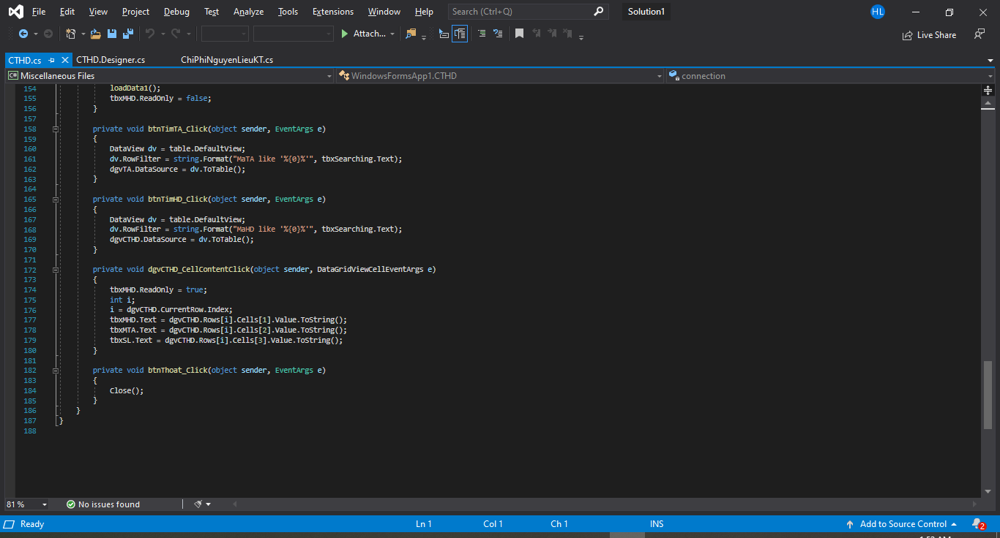 File Edit View Project Debug Test Analyze Tools Extensions Window Help Search (Ctrl+Q) Solution1 HL
Attach... Live Share
CTHD.cs CTHD.Designer.cs ChiPhiNguyenLieuKT.cs
C# Miscellaneous Files WindowsFormsApp1.CTHD connection
154 loadData1();
155 tbxMHD.ReadOnly = false;
156 }
157
158 private void btnTimTA_Click(object sender, EventArgs e)
159 {
160 DataView dv = table.DefaultView;
161 dv.RowFilter = string.Format("MaTA like '%{0}%'", tbxSearching.Text);
162 dgvTA.DataSource = dv.ToTable();
163 }
164
165 private void btnTimHD_Click(object sender, EventArgs e)
166 {
167 DataView dv = table.DefaultView;
168 dv.RowFilter = string.Format("MaHD like '%{0}%'", tbxSearching.Text);
169 dgvCTHD.DataSource = dv.ToTable();
170 }
171
172 private void dgvCTHD_CellContentClick(object sender, DataGridViewCellEventArgs e)
173 {
174 tbxMHD.ReadOnly = true;
175 int i;
176 i = dgvCTHD.CurrentRow.Index;
177 tbxMHD.Text = dgvCTHD.Rows[i].Cells[1].Value.ToString();
178 tbxMTA.Text = dgvCTHD.Rows[i].Cells[2].Value.ToString();
179 tbxSL.Text = dgvCTHD.Rows[i].Cells[3].Value.ToString();
180 }
181
182 private void btnThoat_Click(object sender, EventArgs e)
183 {
184 Close();
185 }
186 }
187 }
188
81 % No issues found
Ready Ln 1 Col 1 Ch 1 INS Add to Source Control 2